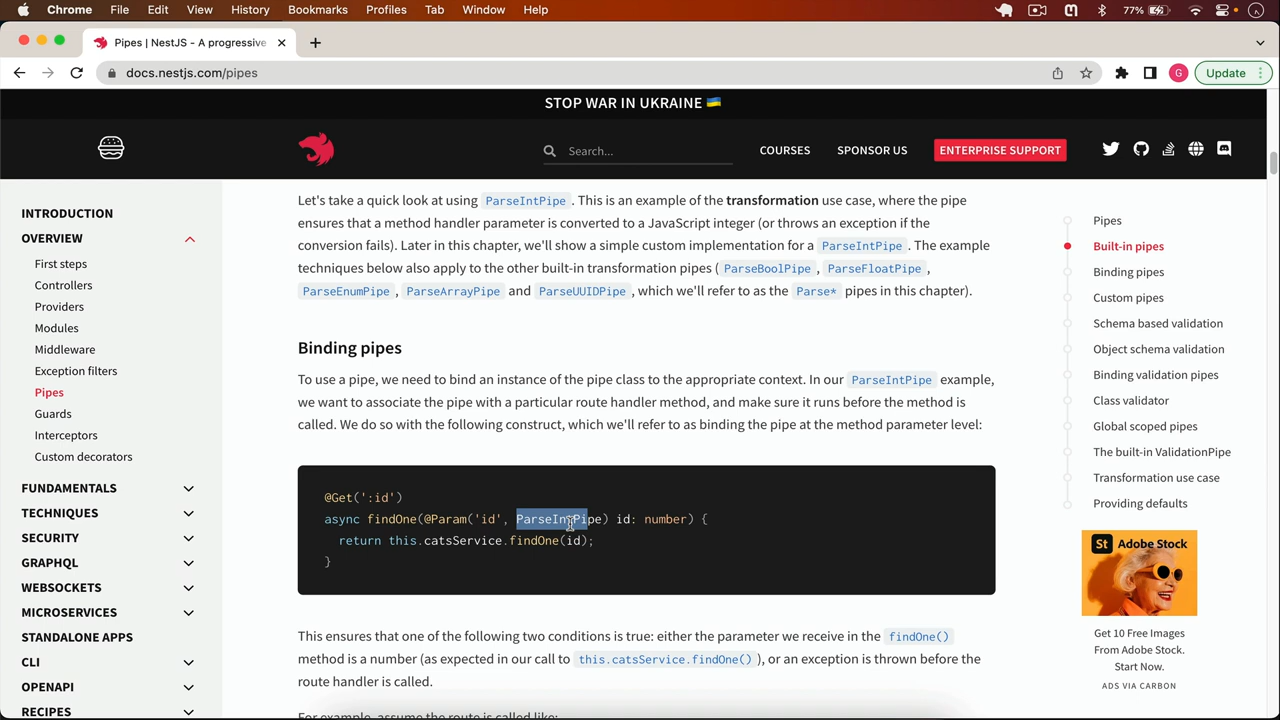 Chrome File Edit View History Bookmarks Profiles Tab Window Help 77%
Pipes | NestJS - A progressive
docs.nestjs.com/pipes G Update
STOP WAR IN UKRAINE 🇺🇦
Search... COURSES SPONSOR US ENTERPRISE SUPPORT
INTRODUCTION
OVERVIEW
First steps
Controllers
Providers
Modules
Middleware
Exception filters
Pipes
Guards
Interceptors
Custom decorators
FUNDAMENTALS
TECHNIQUES
SECURITY
GRAPHQL
WEBSOCKETS
MICROSERVICES
STANDALONE APPS
CLI
OPENAPI
RECIPES
Let's take a quick look at using ParseIntPipe. This is an example of the transformation use case, where the pipe
ensures that a method handler parameter is converted to a JavaScript integer (or throws an exception if the
conversion fails). Later in this chapter, we'll show a simple custom implementation for a ParseIntPipe. The example
techniques below also apply to the other built-in transformation pipes (ParseBoolPipe, ParseFloatPipe,
ParseEnumPipe, ParseArrayPipe and ParseUUIDPipe, which we'll refer to as the Parse* pipes in this chapter).
Binding pipes
To use a pipe, we need to bind an instance of the pipe class to the appropriate context. In our ParseIntPipe example,
we want to associate the pipe with a particular route handler method, and make sure it runs before the method is
called. We do so with the following construct, which we'll refer to as binding the pipe at the method parameter level:
@Get(':id')
async findOne(@Param('id', ParseIntPipe) id: number) {
return this.catsService.findOne(id);
}
This ensures that one of the following two conditions is true: either the parameter we receive in the findOne()
method is a number (as expected in our call to this.catsService.findOne()), or an exception is thrown before the
route handler is called.
For example, assume the route is called like:
Pipes
Built-in pipes
Binding pipes
Custom pipes
Schema based validation
Object schema validation
Binding validation pipes
Class validator
Global scoped pipes
The built-in ValidationPipe
Transformation use case
Providing defaults
St Adobe Stock
Get 10 Free Images
From Adobe Stock.
Start Now.
ADS VIA CARBON